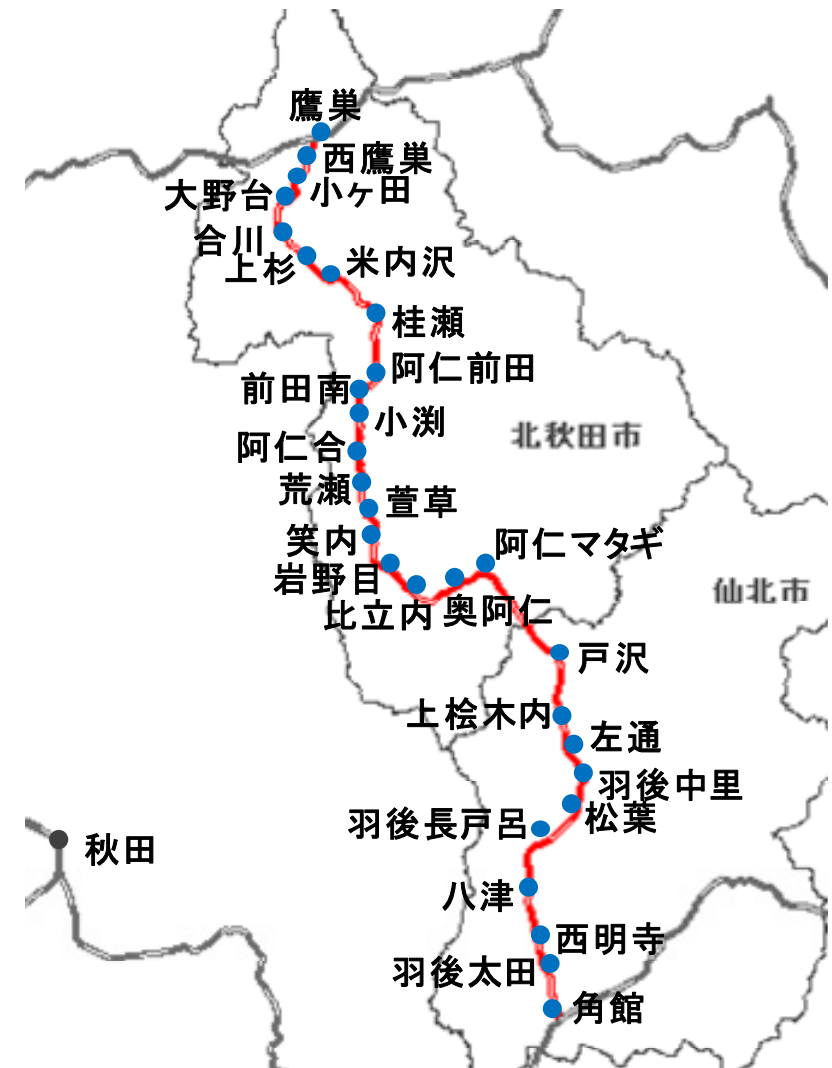 鷹巣
西鷹巣
小ヶ田
大野台
合川
上杉
米内沢
桂瀬
阿仁前田
前田南
小渕
北秋田市
阿仁合
荒瀬
萱草
笑内
岩野目
比立内
奥阿仁
阿仁マタギ
仙北市
戸沢
上桧木内
左通
羽後中里
松葉
羽後長戸呂
秋田
八津
西明寺
羽後太田
角館